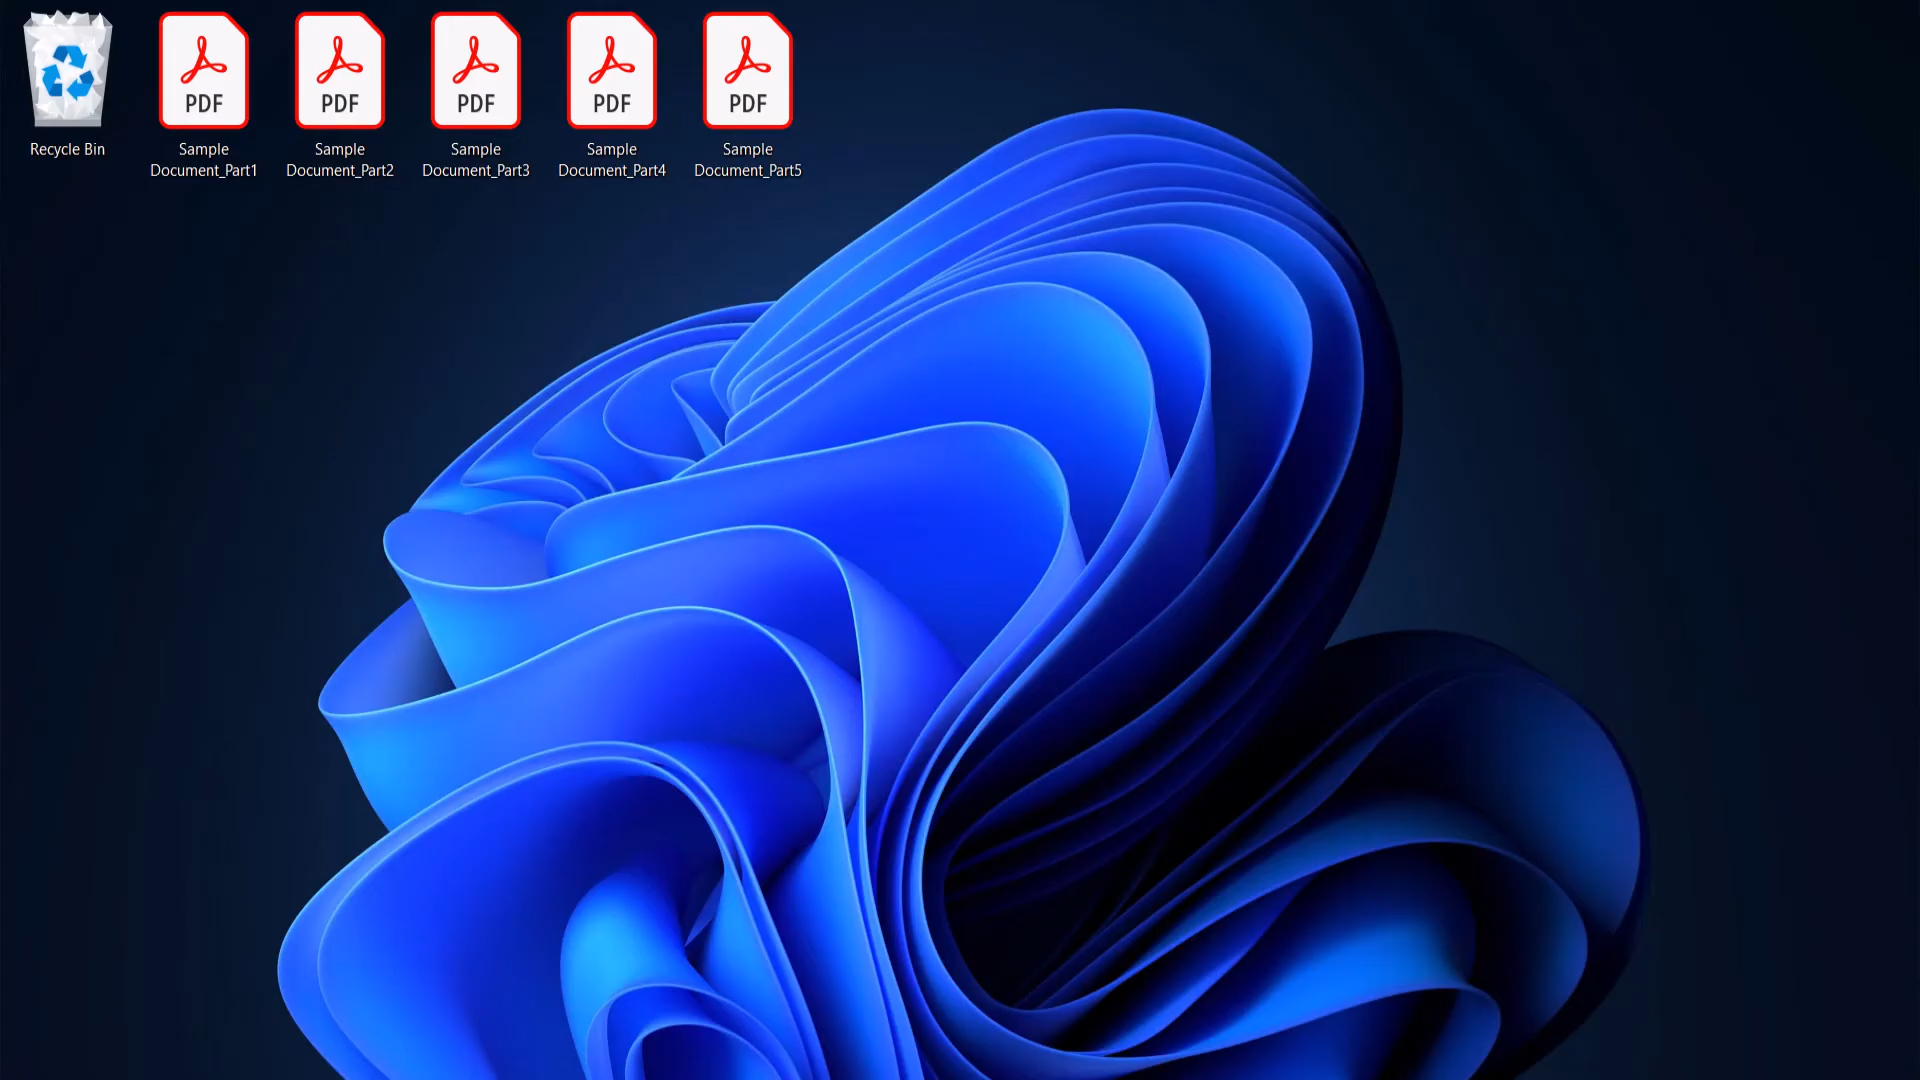 PDF
PDF
PDF
PDF
PDF
Recycle Bin
Sample
Document_Part1
Sample
Document_Part2
Sample
Document_Part3
Sample
Document_Part4
Sample
Document_Part5